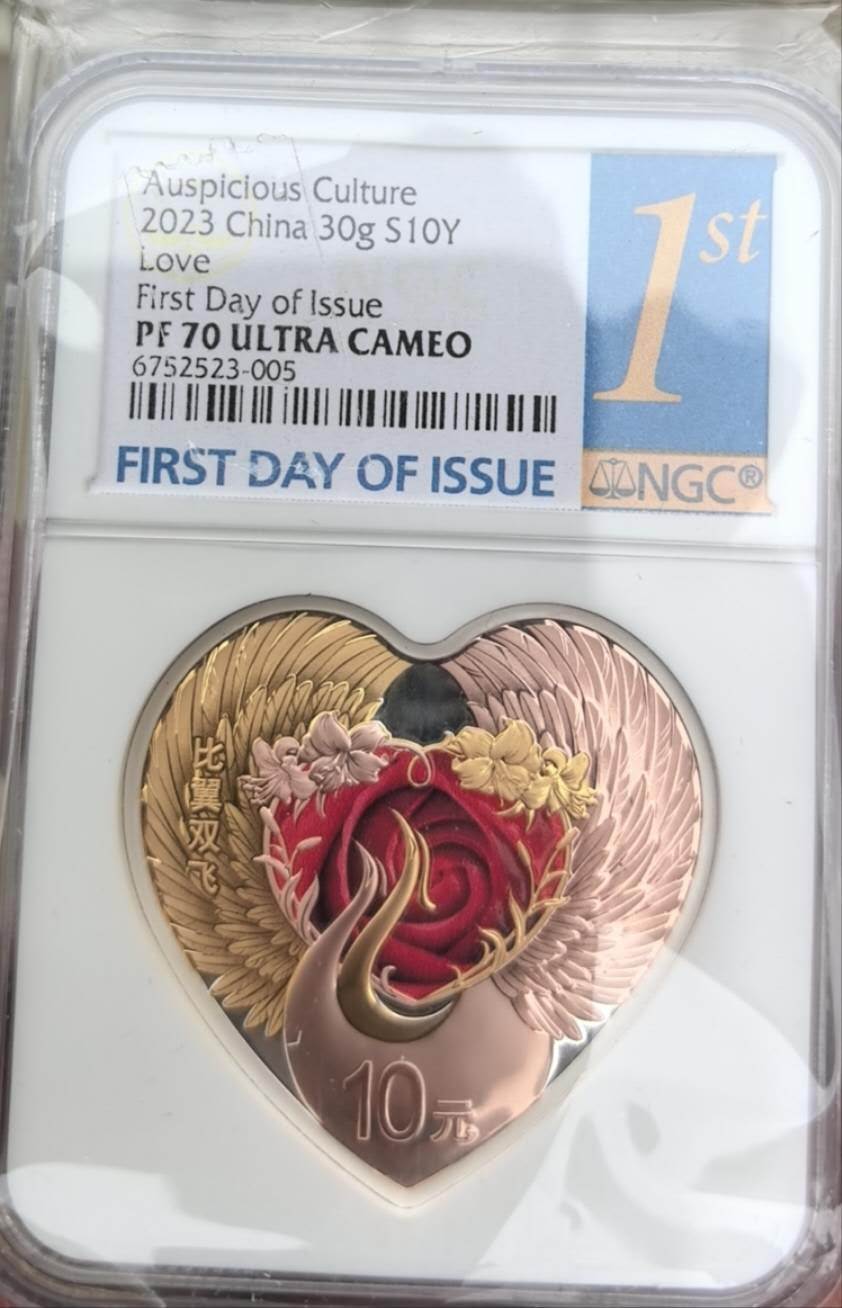 Auspicious Culture
2023 China 30g S10Y
Love
First Day of Issue
PF 70 ULTRA CAMEO
6752523-005
FIRST DAY OF ISSUE
1st
NGC®
比翼双飞
10元